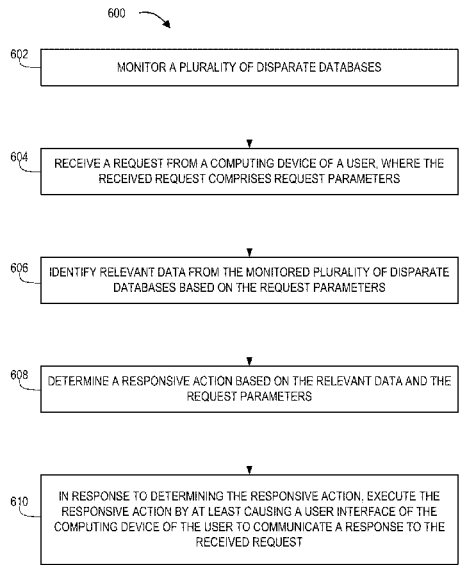 600
602
MONITOR A PLURALITY OF DISPARATE DATABASES
604
RECEIVE A REQUEST FROM A COMPUTING DEVICE OF A USER, WHERE THE
RECEIVED REQUEST COMPRISES REQUEST PARAMETERS
606
IDENTIFY RELEVANT DATA FROM THE MONITORED PLURALITY OF DISPARATE
DATABASES BASED ON THE REQUEST PARAMETERS
608
DETERMINE A RESPONSIVE ACTION BASED ON THE RELEVANT DATA AND THE
REQUEST PARAMETERS
610
IN RESPONSE TO DETERMINING THE RESPONSIVE ACTION, EXECUTE THE
RESPONSIVE ACTION BY AT LEAST CAUSING A USER INTERFACE OF THE
COMPUTING DEVICE OF THE USER TO COMMUNICATE A RESPONSE TO THE
RECEIVED REQUEST